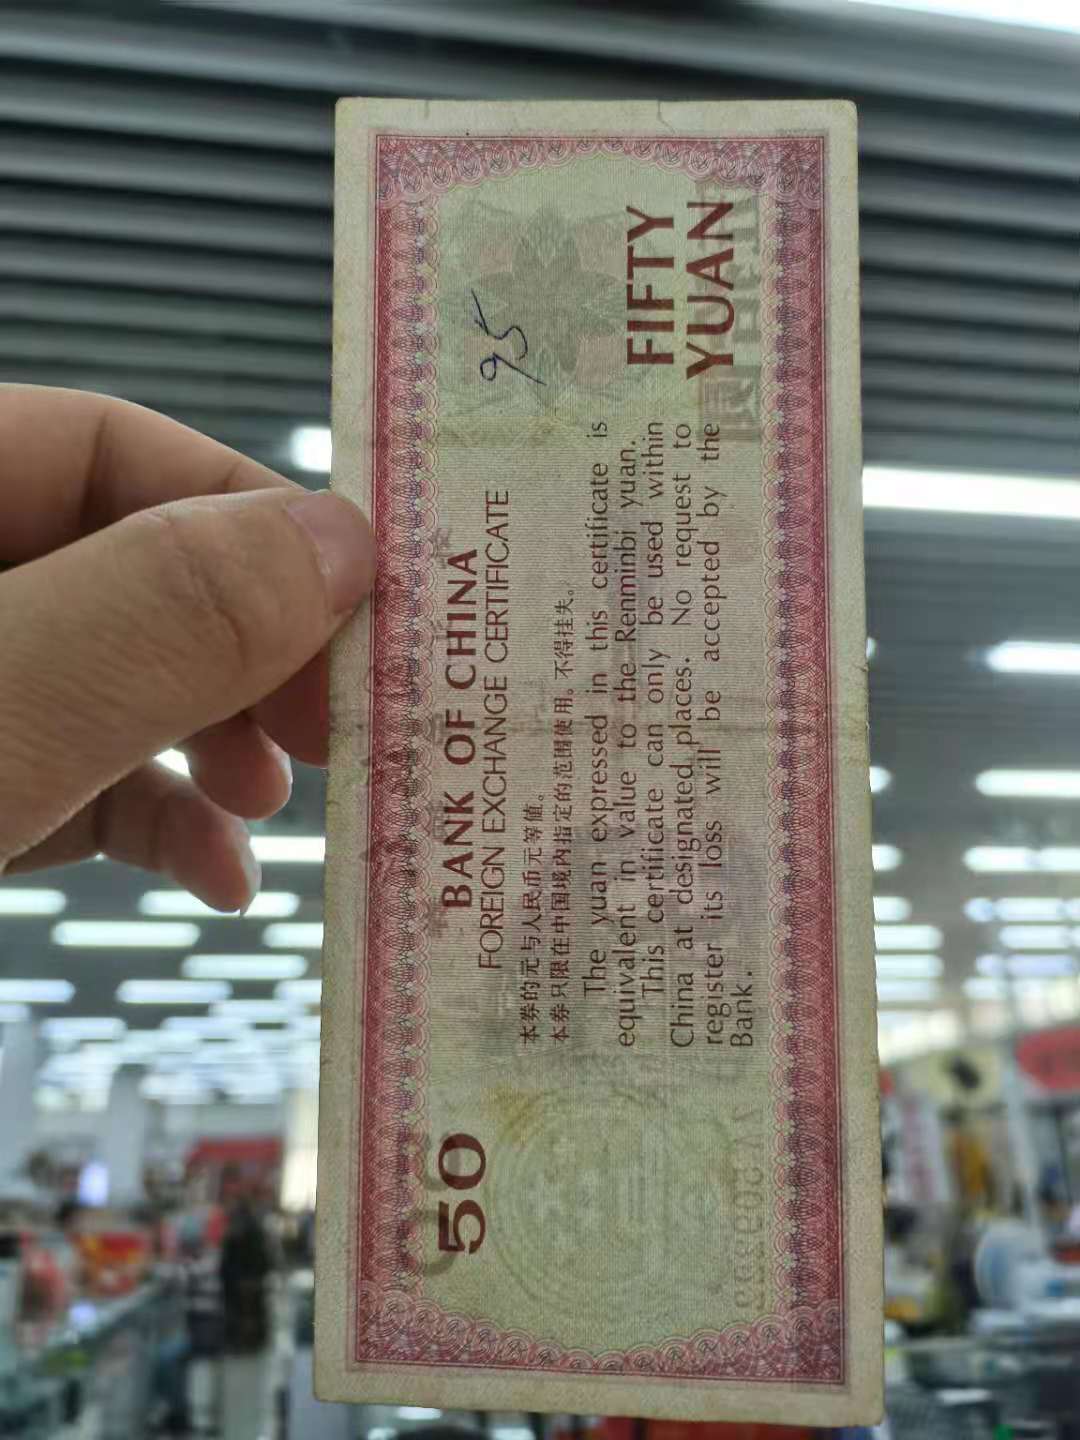 BANK OF CHINA
FOREIGN EXCHANGE CERTIFICATE
50
95
本券的元与人民币元等值。
本券只限在中国境内指定的范围使用。不得挂失。
The yuan expressed in this certificate is
equivalent in value to the Renminbi yuan.
This certificate can only be used within
China at designated places. No request to
register its loss will be accepted by the
Bank.
FIFTY
YUAN